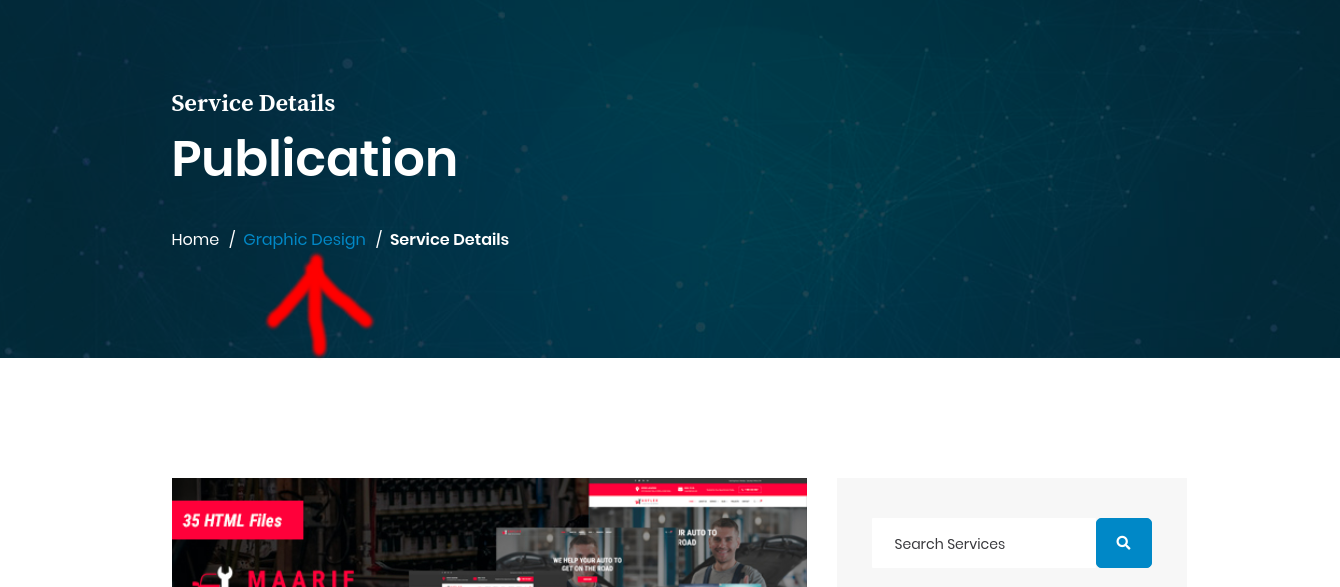 Service Details
Publication
Home / Graphic Design / Service Details
35 HTML Files
MAARIF
IR AUTO TO
ROAD
WE HELP YOUR AUTO TO
GET ON THE ROAD
Search Services